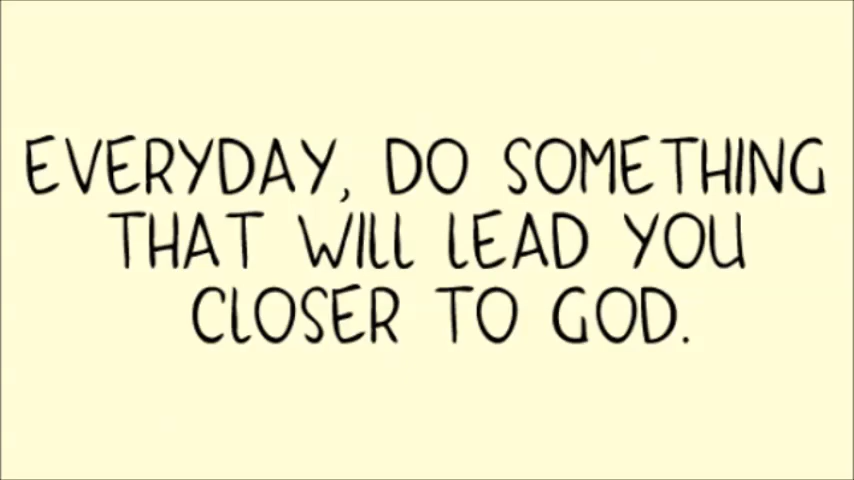 EVERYDAY, DO SOMETHING
THAT WILL LEAD YOU
CLOSER TO GOD.